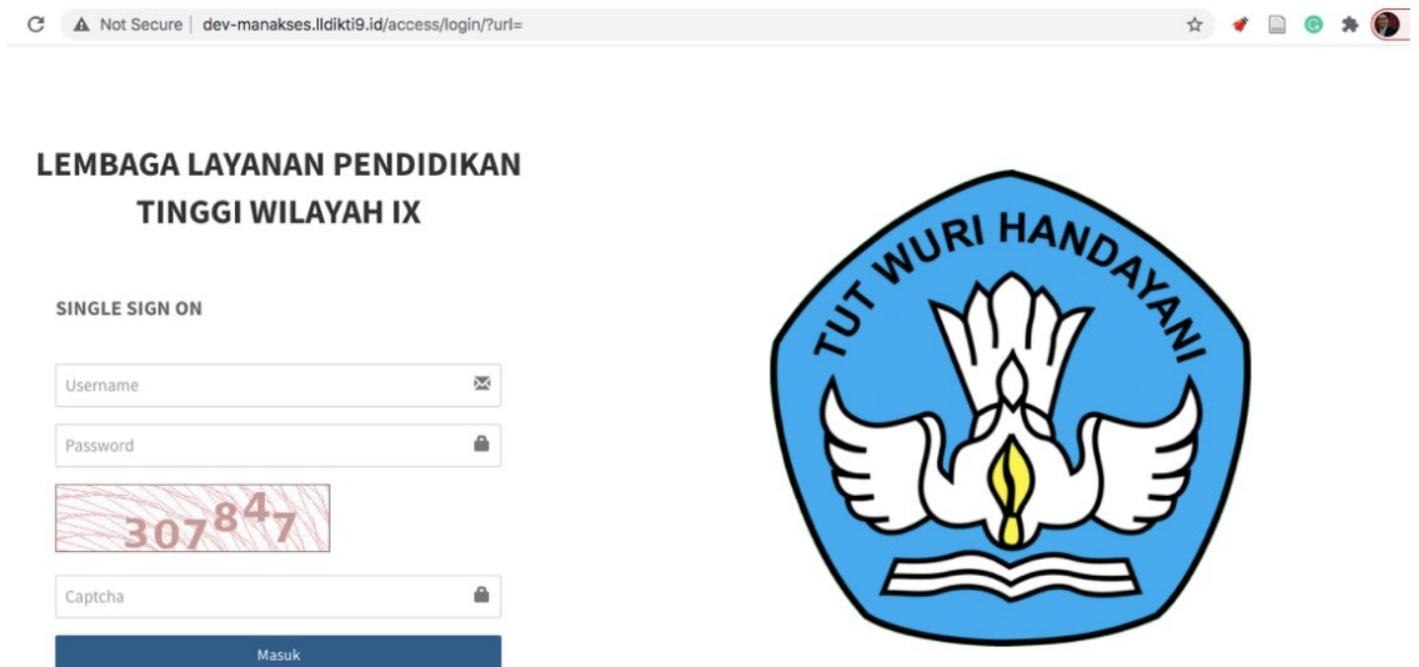 Not Secure | dev-manakses.lldikti9.id/access/login/?url=
LEMBAGA LAYANAN PENDIDIKAN
TINGGI WILAYAH IX
SINGLE SIGN ON
Username
Password
307847
Captcha
Masuk
TUT WURI HANDAYANI